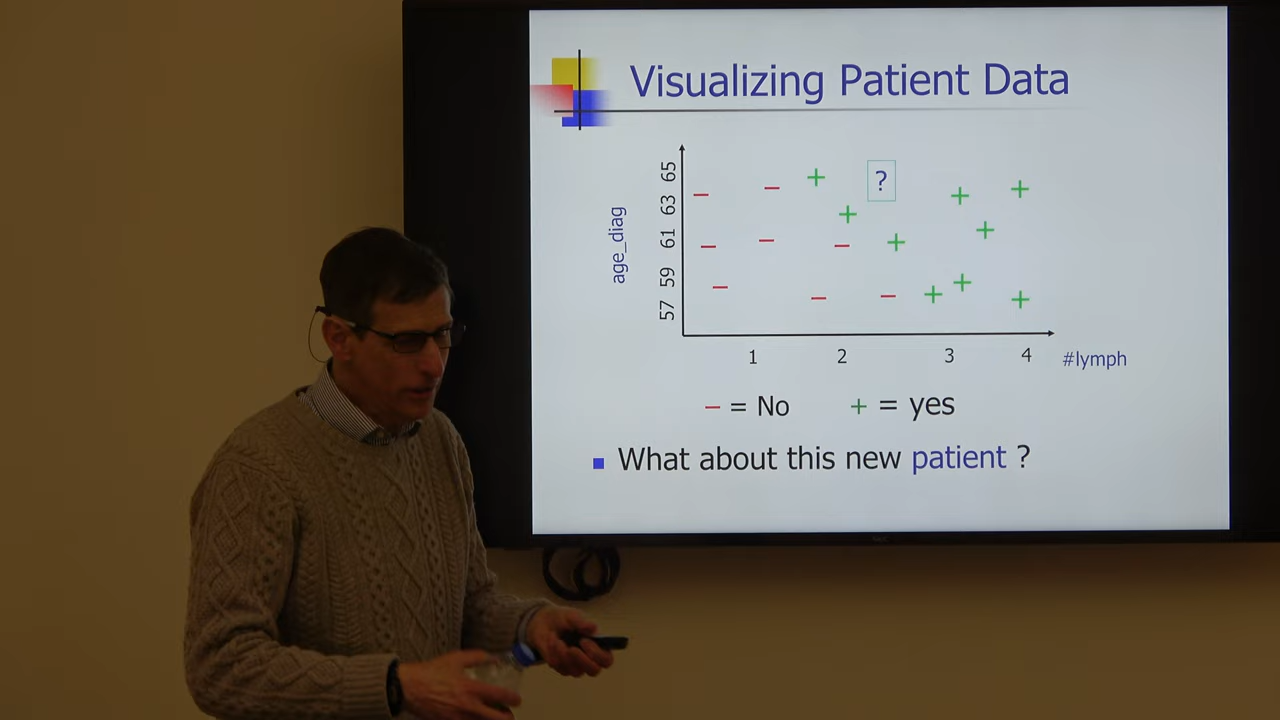 Visualizing Patient Data
65
63
61
59
57
age_diag
?
1 2 3 4 #lymph
− = No + = yes
What about this new patient ?